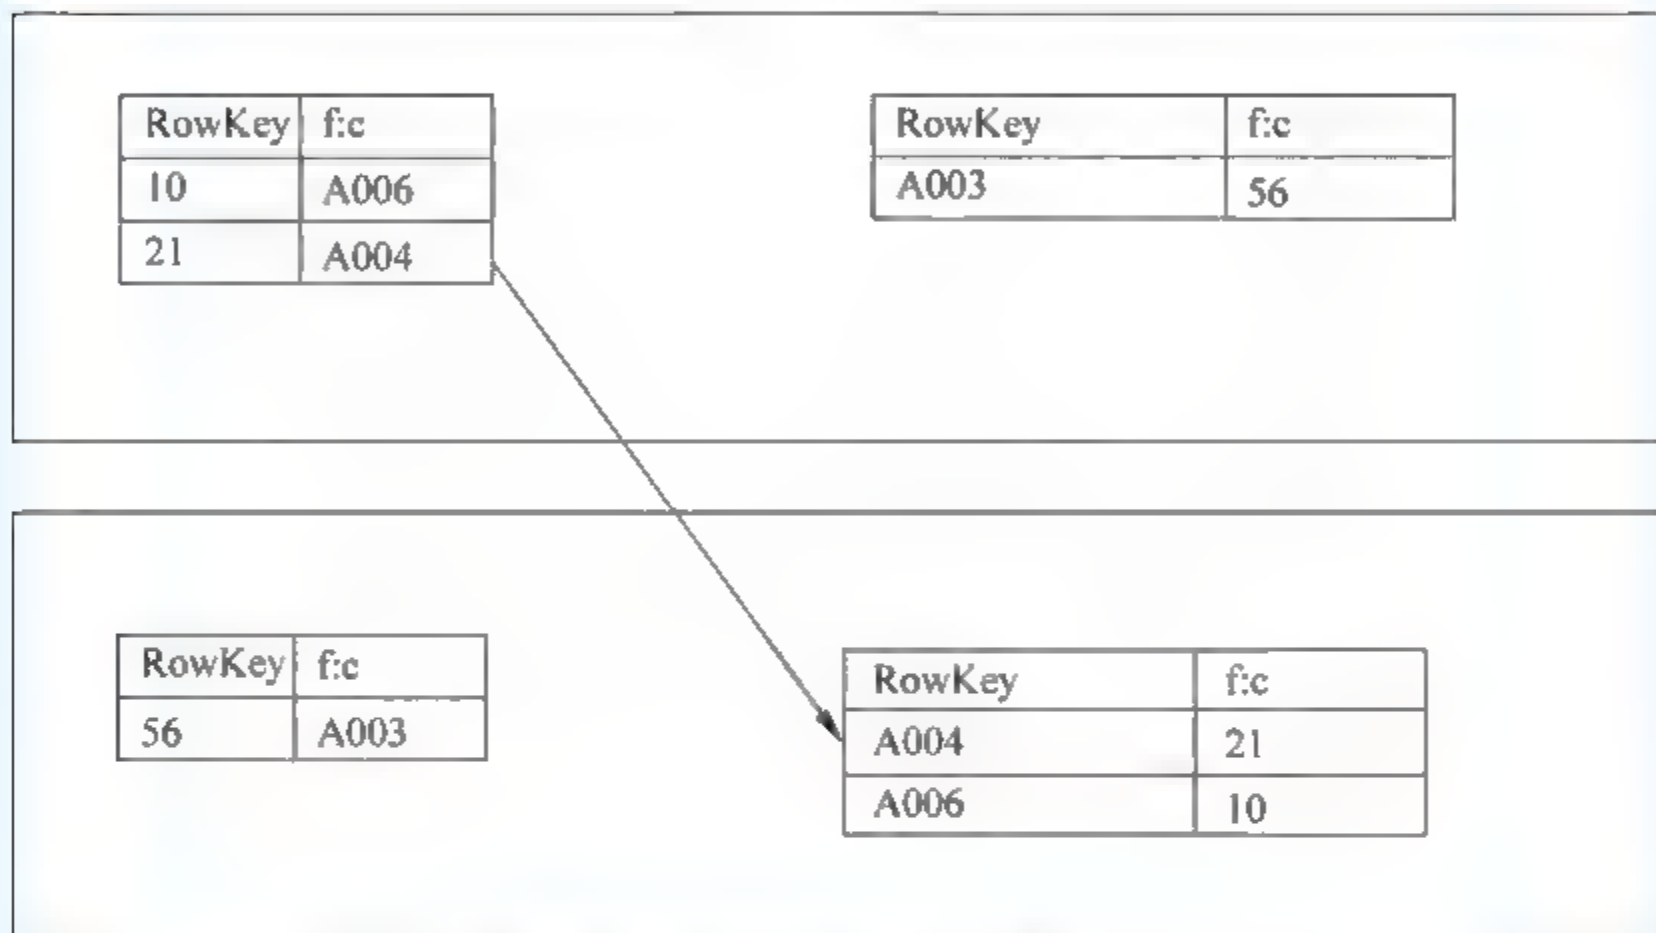 RowKey f:c
10 A006
21 A004
RowKey f:c
A003 56
RowKey f:c
56 A003
RowKey f:c
A004 21
A006 10